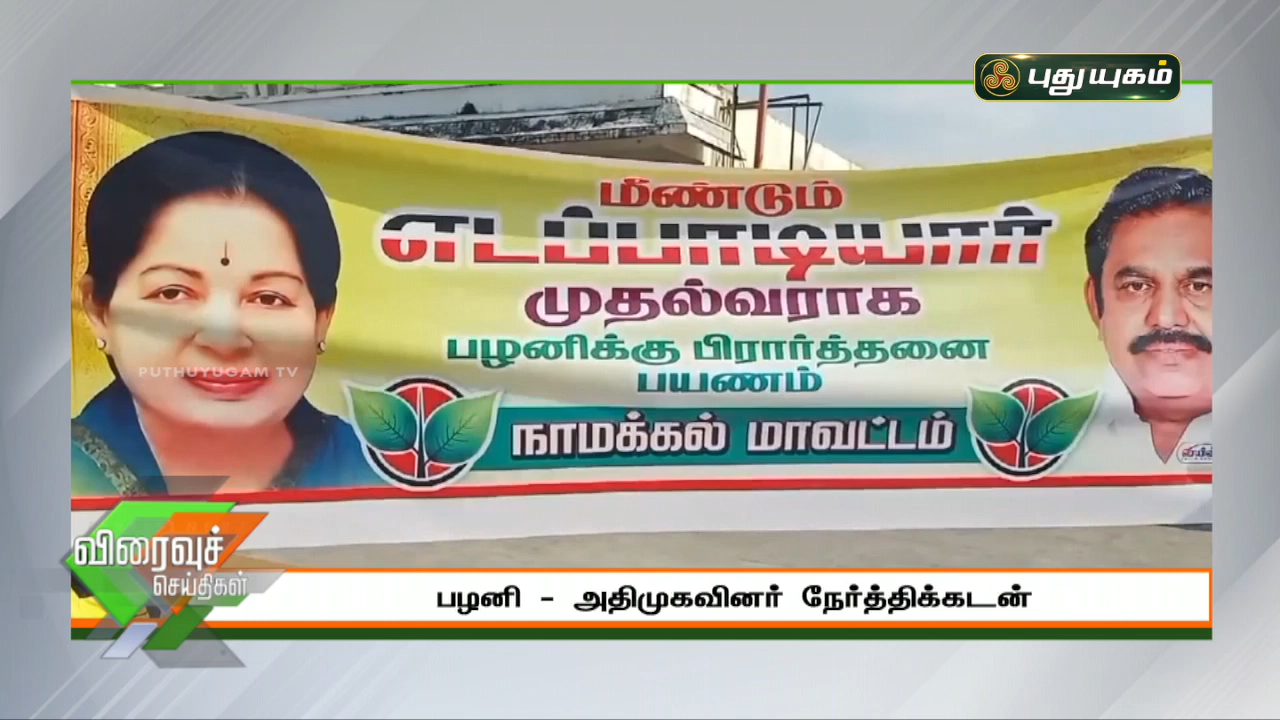 புதுயுகம்
மீண்டும்
எடப்பாடியார்
முதல்வராக
பழனிக்கு பிரார்த்தனை
பயணம்
PUTHUYUGAM TV
நாமக்கல் மாவட்டம்
விரைவுச்
செய்திகள்
பழனி - அதிமுகவினர் நேர்த்திக்கடன்